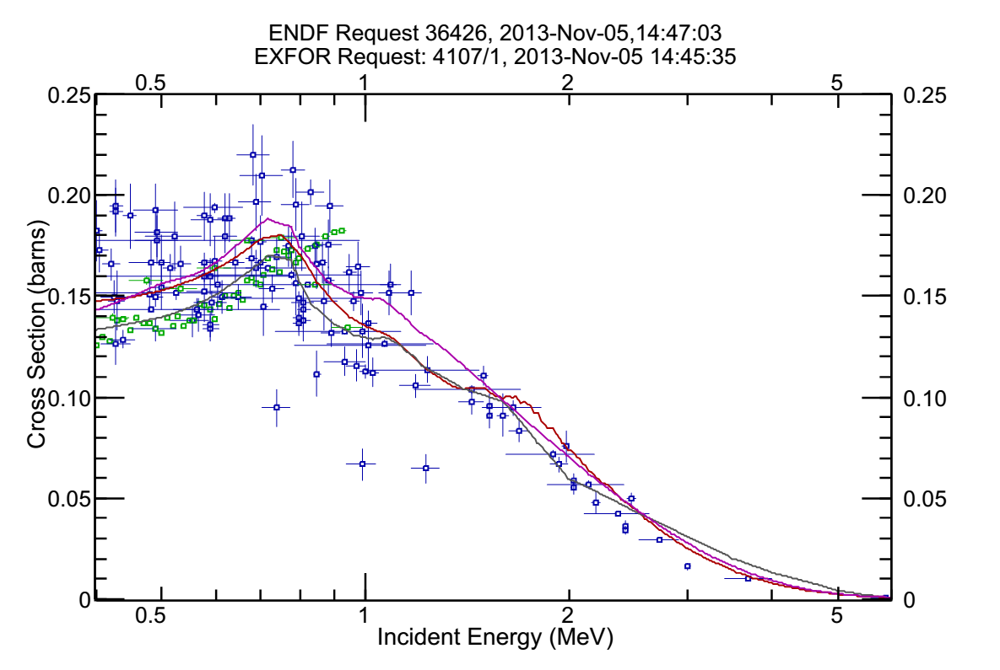 ENDF Request 36426, 2013-Nov-05,14:47:03
EXFOR Request: 4107/1, 2013-Nov-05 14:45:35
0.5 1 2 5
0.25 0.25
0.20 0.20
0.15 0.15
0.10 0.10
0.05 0.05
0 0
Cross Section (barns)
0.5 1 2 5
Incident Energy (MeV)